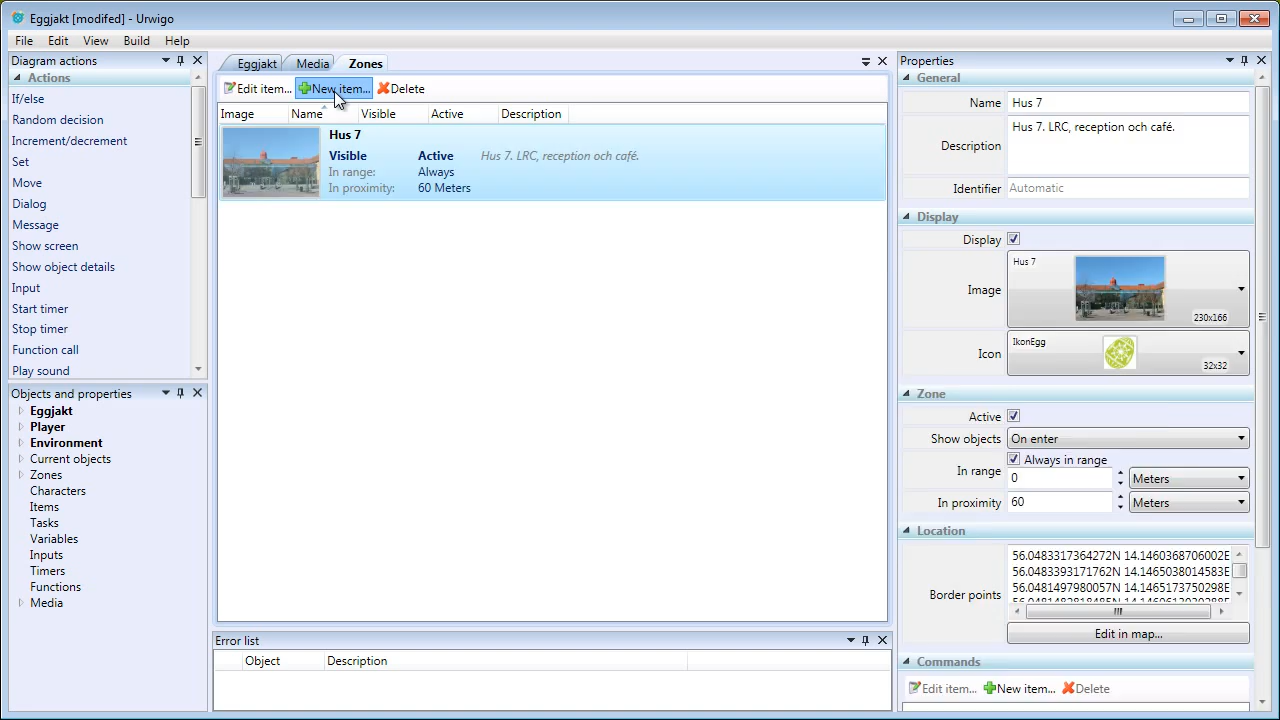 Eggjakt [modifed] - Urwigo
File Edit View Build Help
Diagram actions
Actions
If/else
Random decision
Increment/decrement
Set
Move
Dialog
Message
Show screen
Show object details
Input
Start timer
Stop timer
Function call
Play sound
Objects and properties
Eggjakt
Player
Environment
Current objects
Zones
Characters
Items
Tasks
Variables
Inputs
Timers
Functions
Media
Eggjakt Media Zones
Edit item... New item... Delete
Image Name Visible Active Description
Hus 7
Visible Active Hus 7. LRC, reception och café.
In range: Always
In proximity: 60 Meters
Error list
Object Description
Properties
General
Name Hus 7
Description Hus 7. LRC, reception och café.
Identifier Automatic
Display
Display
Image Hus 7 230x166
Icon IkonEgg 32x32
Zone
Active
Show objects On enter
Always in range
In range 0 Meters
In proximity 60 Meters
Location
Border points
56.0483317364272N 14.1460368706002E
56.0483393171762N 14.1465038014583E
56.0481497980057N 14.1465173750298E
Edit in map...
Commands
Edit item... New item... Delete